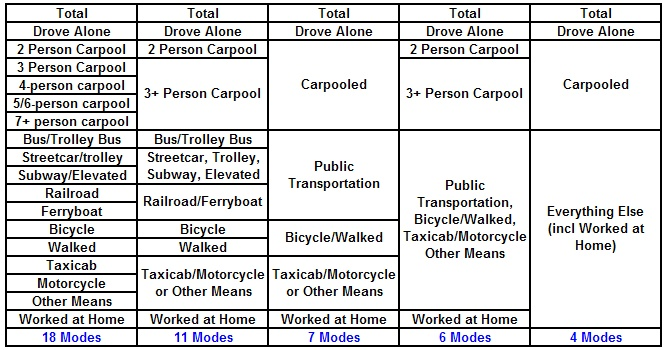 Total Total Total Total Total
Drove Alone Drove Alone Drove Alone Drove Alone Drove Alone
2 Person Carpool 2 Person Carpool Carpooled 2 Person Carpool Carpooled
3 Person Carpool 3+ Person Carpool 3+ Person Carpool
4-person carpool
5/6-person carpool
7+ person carpool
Bus/Trolley Bus Bus/Trolley Bus Public
Transportation Public
Transportation,
Bicycle/Walked,
Taxicab/Motorcycle
Other Means Everything Else
(incl Worked at
Home)
Streetcar/trolley Streetcar, Trolley,
Subway, Elevated
Subway/Elevated
Railroad Railroad/Ferryboat
Ferryboat
Bicycle Bicycle Bicycle/Walked
Walked Walked
Taxicab Taxicab/Motorcycle
or Other Means Taxicab/Motorcycle
or Other Means
Motorcycle
Other Means
Worked at Home Worked at Home Worked at Home Worked at Home
18 Modes 11 Modes 7 Modes 6 Modes 4 Modes